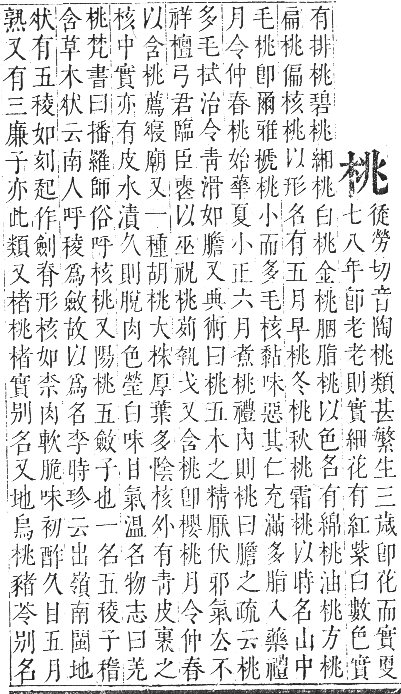 桃
從勞切音陶桃類甚繁生三歲卽花而實更
七八年卽老老則實細花有紅紫白數色實
有排桃碧桃緗桃白桃金桃胭脂桃以色名有綿桃油桃方桃
扁桃偏核桃以形名有五月早桃冬桃秋桃霜桃以時名山中
毛桃卽爾雅榹桃小而多毛核黏味惡其仁充滿多脂入藥禮
月令仲春桃始華夏小正六月煮桃禮內則桃曰膽之疏云桃
多毛拭治令靑滑如膽又典術曰桃五木之精厭伏邪氣厺不
祥檀弓君臨臣喪以巫祝桃茢執戈又含桃卽櫻桃月令仲春
以含桃薦寢廟又一種胡桃大株厚葉多陰核外有靑皮裹之
核中實亦有皮水漬久則脫肉色瑩白味甘氣溫名物志曰羌
桃梵書曰播羅師俗呼核桃又陽桃五斂子也一名五稜子稽
含草木狀云南人呼稜爲斂故以爲名李時珍云出嶺南閩地
狀有五稜如刻起作劍脊形核如柰肉軟脆味初酢久甘五月
熟又有三廉子亦此類又楮桃楮實別名又地烏桃豬苓別名